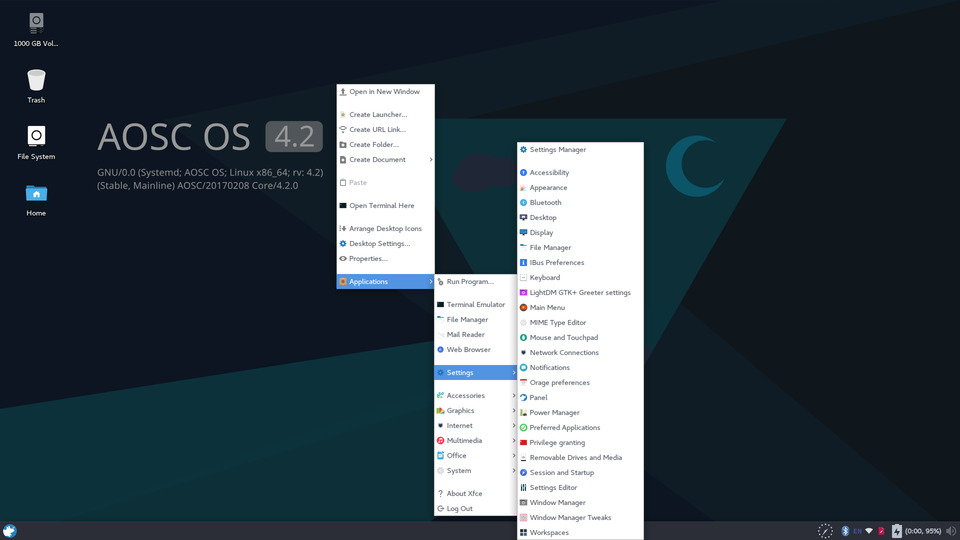 1000 GB Vol...
Trash
File System
Home
AOSC OS 4.2
GNU/0.0 (Systemd; AOSC OS; Linux x86_64; rv: 4.2)
(Stable, Mainline) AOSC/20170208 Core/4.2.0
Open in New Window
Create Launcher...
Create URL Link...
Create Folder...
Create Document
Paste
Open Terminal Here
Arrange Desktop Icons
Desktop Settings...
Properties...
Applications
Run Program...
Terminal Emulator
File Manager
Mail Reader
Web Browser
Settings
Accessories
Graphics
Internet
Multimedia
Office
System
About Xfce
Log Out
Settings Manager
Accessibility
Appearance
Bluetooth
Desktop
Display
File Manager
IBus Preferences
Keyboard
LightDM GTK+ Greeter settings
Main Menu
MIME Type Editor
Mouse and Touchpad
Network Connections
Notifications
Orage preferences
Panel
Power Manager
Preferred Applications
Privilege granting
Removable Drives and Media
Session and Startup
Settings Editor
Window Manager
Window Manager Tweaks
Workspaces
EN
(0:00, 95%)